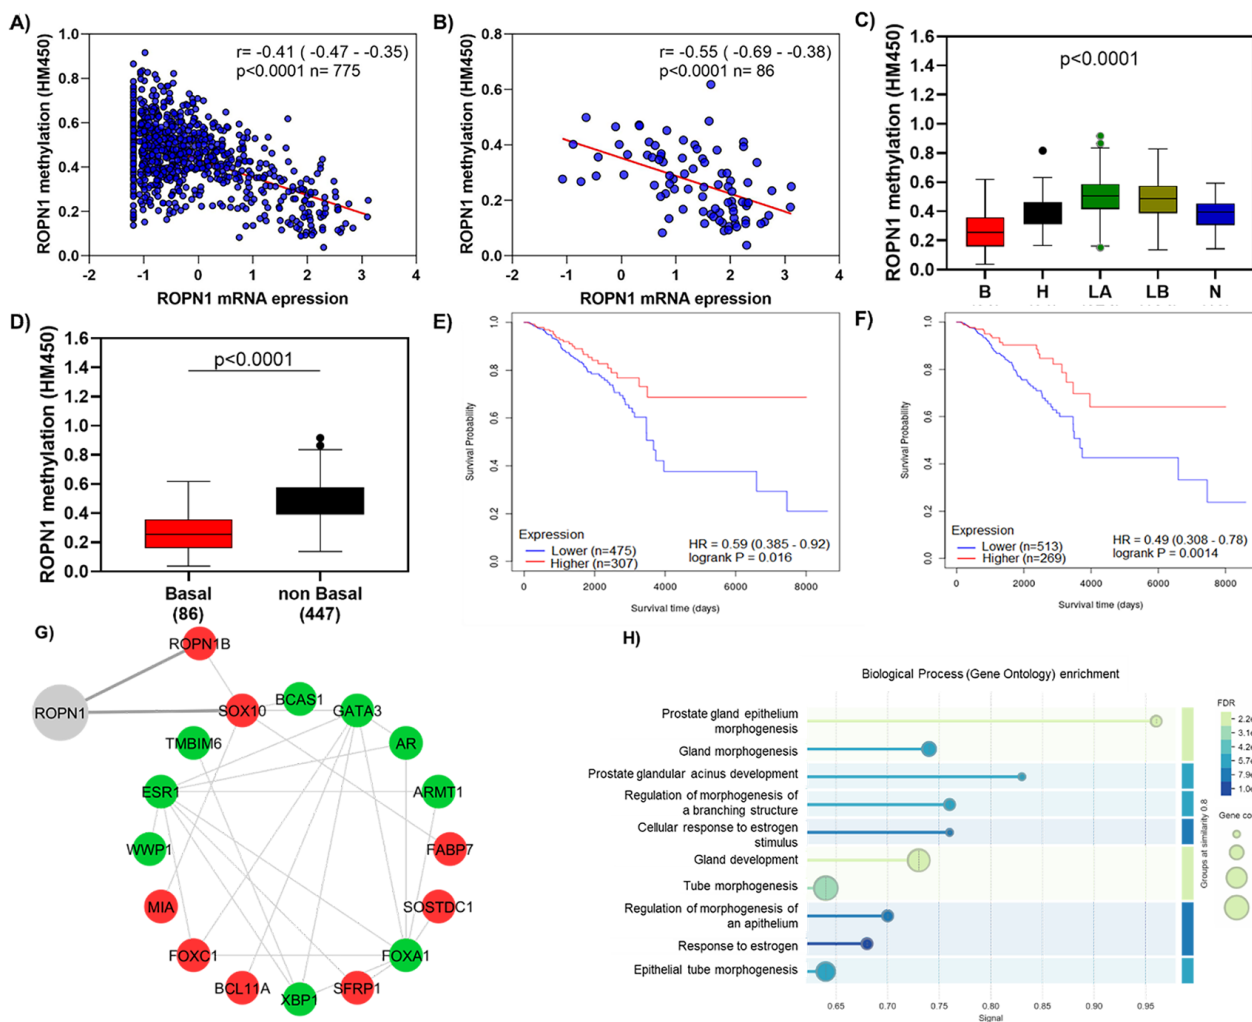 A)
ROPN1 methylation (HM450)
1.0
0.8
0.6
0.4
0.2
0.0
-2
-1
0
1
2
3
4
r= -0.41 ( -0.47 - -0.35)
p<0.0001 n= 775
ROPN1 mRNA epression
B)
ROPN1 methylation (HM450)
0.8
0.6
0.4
0.2
0.0
-2
-1
0
1
2
3
4
r= -0.55 ( -0.69 - -0.38)
p<0.0001 n= 86
ROPN1 mRNA epression
C)
ROPN1 methylation (HM450)
1.6
1.4
1.2
1.0
0.8
0.6
0.4
0.2
0.0
p<0.0001
B
H
LA
LB
N
D)
ROPN1 methylation (HM450)
1.6
1.4
1.2
1.0
0.8
0.6
0.4
0.2
0.0
p<0.0001
Basal
(86)
non Basal
(447)
E)
Survival Probability
1.0
0.8
0.6
0.4
0.2
0.0
Expression
Lower (n=475)
Higher (n=307)
HR = 0.59 (0.385 - 0.92)
logrank P = 0.016
0
2000
4000
6000
8000
Survival time (days)
F)
Survival Probability
1.0
0.8
0.6
0.4
0.2
0.0
Expression
Lower (n=513)
Higher (n=269)
HR = 0.49 (0.308 - 0.78)
logrank P = 0.0014
0
2000
4000
6000
8000
Survival time (days)
G)
ROPN1
ROPN1B
SOX10
BCAS1
GATA3
TMBIM6
AR
ESR1
ARMT1
WWP1
FABP7
MIA
SOSTDC1
FOXC1
FOXA1
BCL11A
XBP1
SFRP1
H)
Biological Process (Gene Ontology) enrichment
Prostate gland epithelium
morphogenesis
Gland morphogenesis
Prostate glandular acinus development
Regulation of morphogenesis of
a branching structure
Cellular response to estrogen
stimulus
Gland development
Tube morphogenesis
Regulation of morphogenesis of
an epithelium
Response to estrogen
Epithelial tube morphogenesis
0.65
0.70
0.75
0.80
0.85
0.90
0.95
Signal
Groups at similarity 0.8
FDR
2.2e
3.1e
4.2e
5.7e
7.9e
1.0e
Gene co